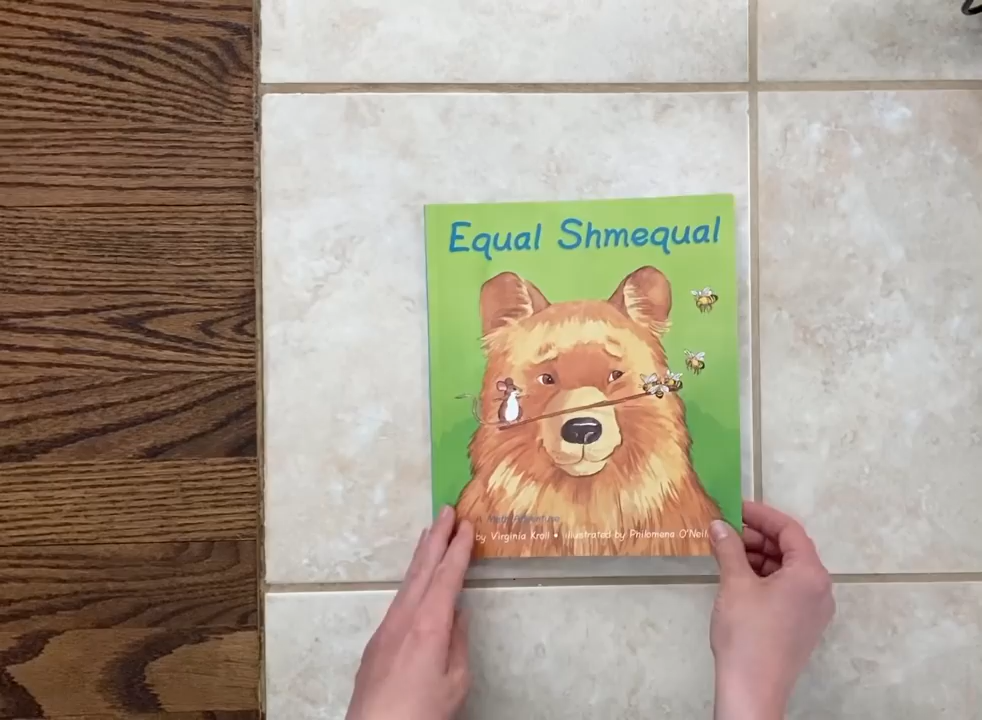 Equal Shmequal
by Virginia Kroll • illustrated by Philomena O'Neill